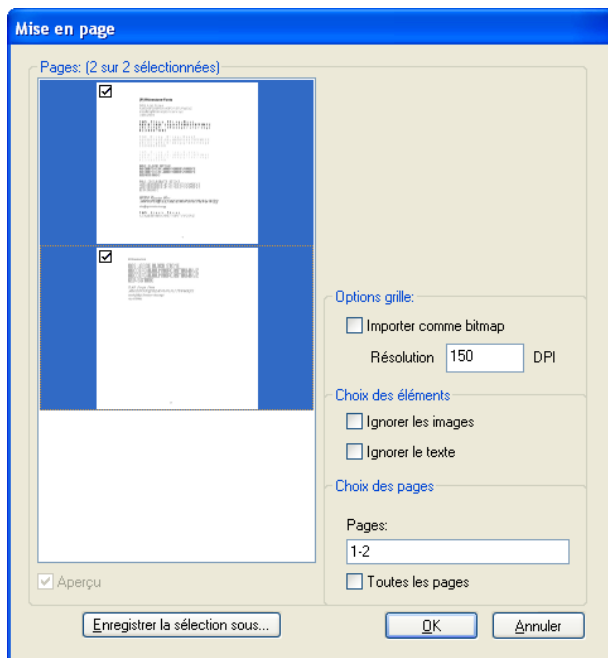 Mise en page
Pages: (2 sur 2 sélectionnées)
Options grille:
Importer comme bitmap
Résolution 150 DPI
Choix des éléments
Ignorer les images
Ignorer le texte
Choix des pages
Pages:
1-2
Toutes les pages
Aperçu
Enregistrer la sélection sous... OK Annuler